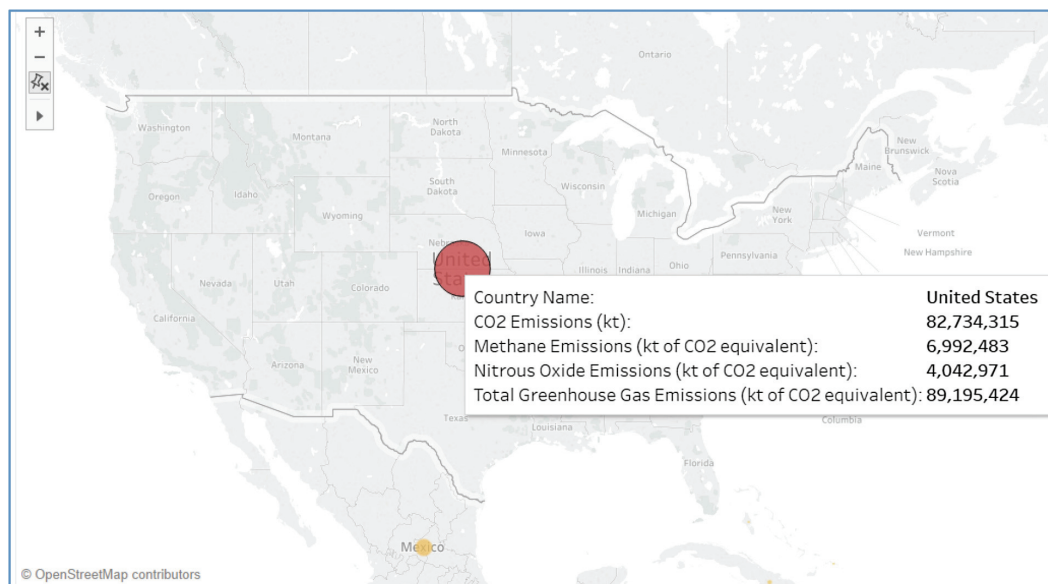 +
−
Ontario
Washington
Montana
North
Dakota
Minnesota
New
Brunswick
Maine
Nova
Scotia
Oregon
Idaho
South
Dakota
Wisconsin
Michigan
Wyoming
New
York
Vermont
New Hampshire
Iowa
Pennsylvania
Nevada
Utah
Colorado
United
Illinois
Indiana
Ohio
California
Country Name: United States
CO2 Emissions (kt): 82,734,315
Methane Emissions (kt of CO2 equivalent): 6,992,483
Nitrous Oxide Emissions (kt of CO2 equivalent): 4,042,971
Total Greenhouse Gas Emissions (kt of CO2 equivalent): 89,195,424
Arizona
New
Mexico
Texas
Louisiana
Columbia
Florida
Mexico
© OpenStreetMap contributors